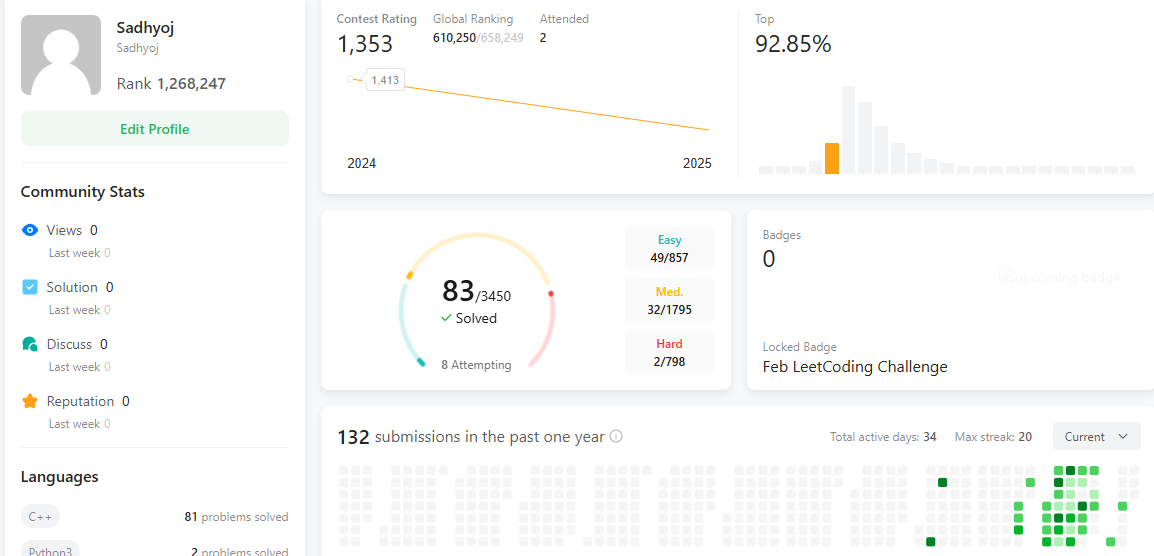 Sadhyoj
Sadhyoj
Rank 1,268,247
Edit Profile
Community Stats
Views 0
Last week 0
Solution 0
Last week 0
Discuss 0
Last week 0
Reputation 0
Last week 0
Languages
C++ 81 problems solved
Python3 2 problems solved
Contest Rating
1,353
Global Ranking
610,250/658,249
Attended
2
1,413
2024 2025
Top
92.85%
83/3450
Solved
8 Attempting
Easy
49/857
Med.
32/1795
Hard
2/798
Badges
0
upcoming badge
Locked Badge
Feb LeetCoding Challenge
132 submissions in the past one year
Total active days: 34 Max streak: 20 Current